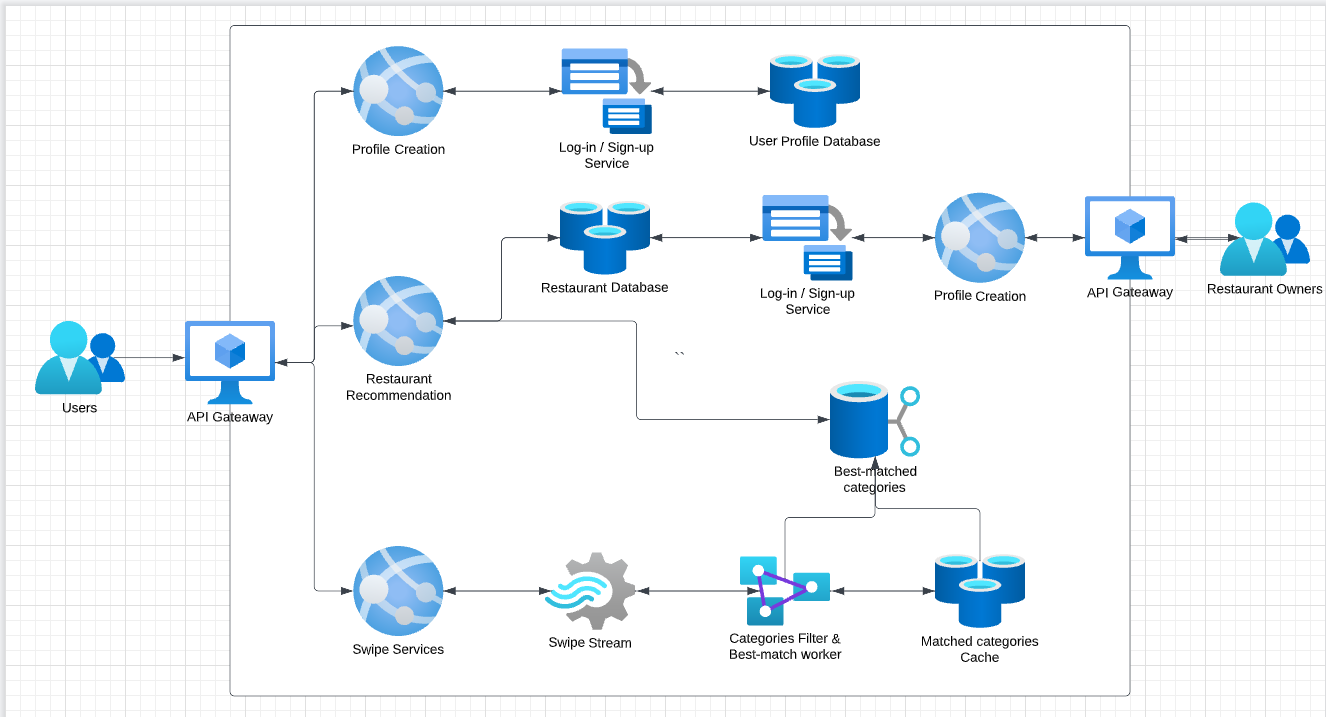 Profile Creation
Log-in / Sign-up
Service
User Profile Database
Restaurant Database
Log-in / Sign-up
Service
Profile Creation
API Gateaway
Restaurant Owners
Restaurant
Recommendation
``
Users
API Gateaway
Best-matched
categories
Swipe Services
Swipe Stream
Categories Filter &
Best-match worker
Matched categories
Cache